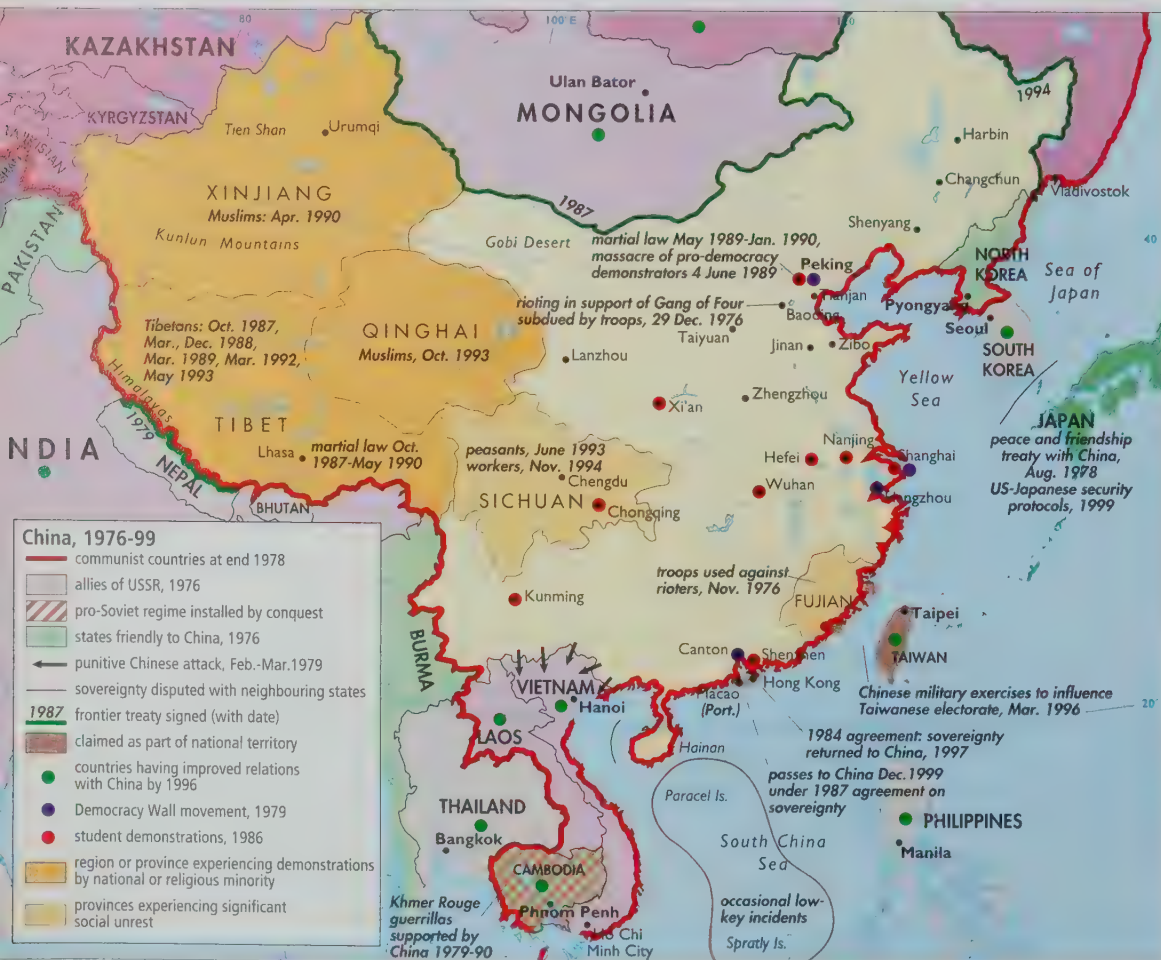 80
100°E
KAZAKHSTAN
KYRGYZSTAN
Tien Shan
Urumqi
Ulan Bator
MONGOLIA
1994
Harbin
Changchun
Vladivostok
Shenyang
XINJIANG
Muslims: Apr. 1990
Kunlun Mountains
PAKISTAN
1987
Gobi Desert
martial law May 1989-Jan. 1990,
massacre of pro-democracy
demonstrators 4 June 1989
Peking
40
NORTH
KOREA
Sea of
Japan
Tianjan
Pyongyang
rioting in support of Gang of Four
subdued by troops, 29 Dec. 1976
Baoding
Taiyuan
Seoul
SOUTH
KOREA
Tibetans: Oct. 1987,
Mar., Dec. 1988,
Mar. 1989, Mar. 1992,
May 1993
QINGHAI
Muslims, Oct. 1993
Lanzhou
Jinan
Zibo
Yellow
Sea
Himalayas
1979
Xi'an
Zhengzhou
TIBET
Lhasa
martial law Oct.
1987-May 1990
NDIA
NEPAL
BHUTAN
peasants, June 1993
workers, Nov. 1994
Chengdu
SICHUAN
Chongqing
Nanjing
Hefei
Shanghai
Wuhan
JAPAN
peace and friendship
treaty with China,
Aug. 1978
US-Japanese security
protocols, 1999
China, 1976-99
communist countries at end 1978
allies of USSR, 1976
pro-Soviet regime installed by conquest
states friendly to China, 1976
punitive Chinese attack, Feb.-Mar.1979
sovereignty disputed with neighbouring states
1987 frontier treaty signed (with date)
claimed as part of national territory
countries having improved relations
with China by 1996
Democracy Wall movement, 1979
student demonstrations, 1986
region or province experiencing demonstrations
by national or religious minority
provinces experiencing significant
social unrest
Kunming
troops used against
rioters, Nov. 1976
FUJIAN
Taipei
TAIWAN
BURMA
Canton
Shenzhen
Hong Kong
Macao
(Port.)
VIETNAM
Hanoi
LAOS
Hainan
Chinese military exercises to influence
Taiwanese electorate, Mar. 1996
20°
1984 agreement: sovereignty
returned to China, 1997
passes to China Dec.1999
under 1987 agreement on
sovereignty
Paracel Is.
THAILAND
Bangkok
PHILIPPINES
Manila
South China
Sea
CAMBODIA
Phnom Penh
Khmer Rouge
guerrillas
supported by
China 1979-90
Ho Chi
Minh City
occasional low-
key incidents
Spratly Is.